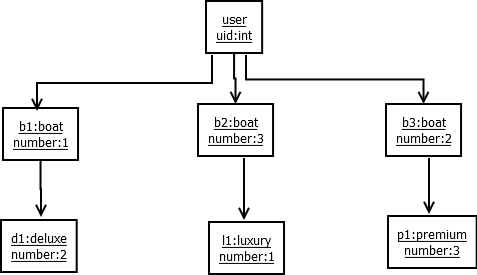 user
uid:int
b1:boat
number:1
b2:boat
number:3
b3:boat
number:2
d1:deluxe
number:2
l1:luxury
number:1
p1:premium
number:3